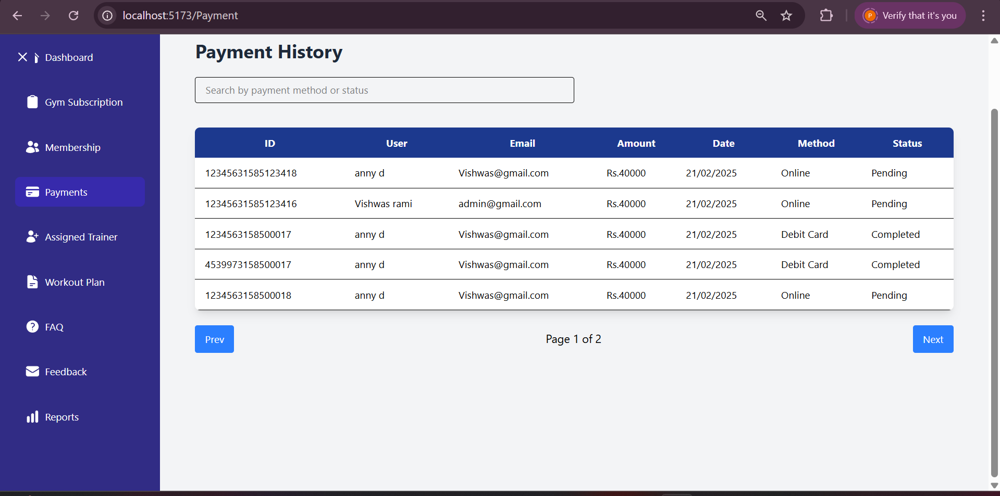 localhost:5173/Payment
P Verify that it's you
Dashboard
Gym Subscription
Membership
Payments
Assigned Trainer
Workout Plan
FAQ
Feedback
Reports
Payment History
Search by payment method or status
ID User Email Amount Date Method Status
12345631585123418 anny d Vishwas@gmail.com Rs.40000 21/02/2025 Online Pending
12345631585123416 Vishwas rami admin@gmail.com Rs.40000 21/02/2025 Online Pending
1234563158500017 anny d Vishwas@gmail.com Rs.40000 21/02/2025 Debit Card Completed
4539973158500017 anny d Vishwas@gmail.com Rs.40000 21/02/2025 Debit Card Completed
1234563158500018 anny d Vishwas@gmail.com Rs.40000 21/02/2025 Online Pending
Prev Page 1 of 2 Next